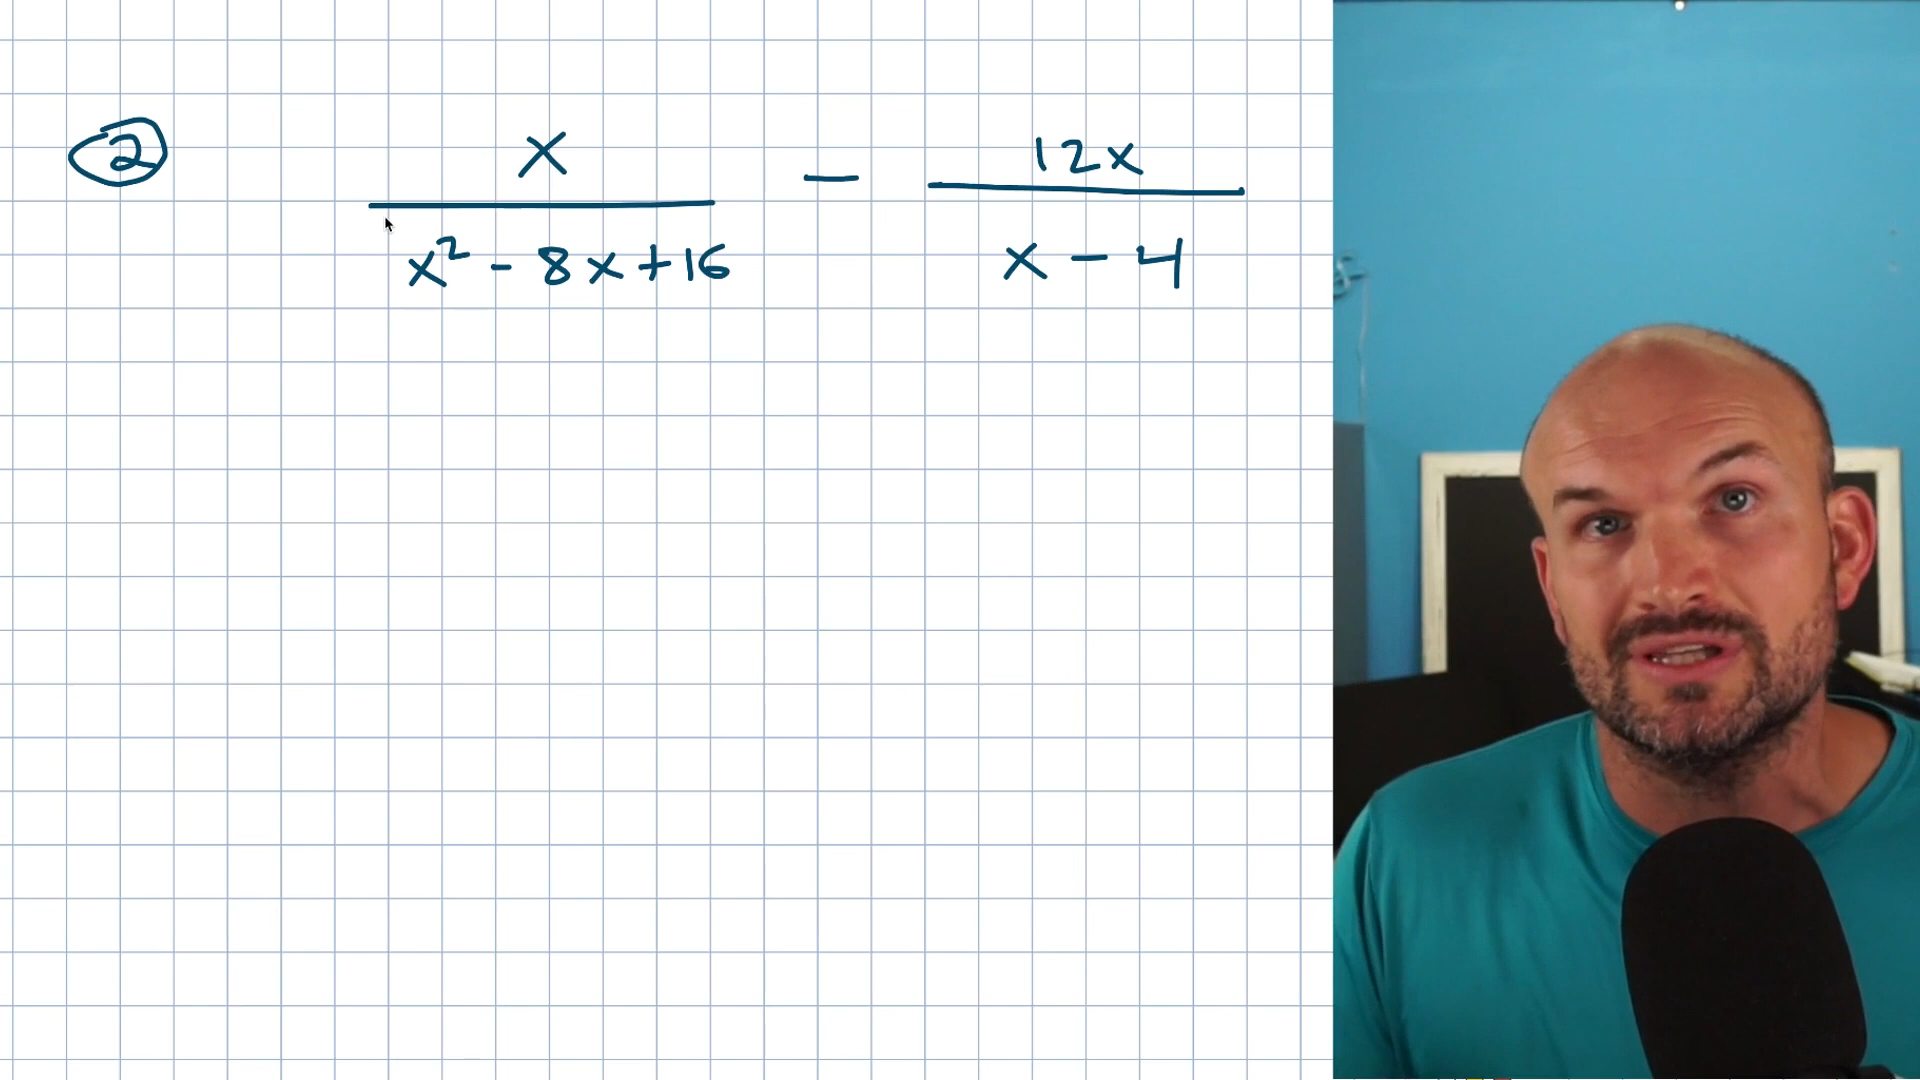 ② x/(x² - 8x + 16) - 12x/(x - 4)